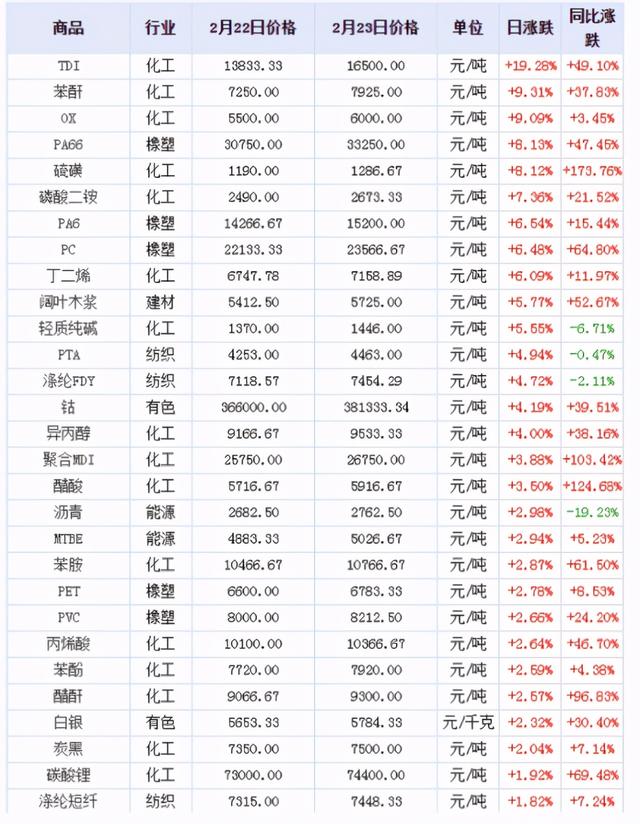 商品 行业 2月22日价格 2月23日价格 单位 日涨跌 同比涨跌
TDI 化工 13833.33 16500.00 元/吨 +19.28% +49.10%
苯酐 化工 7250.00 7925.00 元/吨 +9.31% +37.83%
OX 化工 5500.00 6000.00 元/吨 +9.09% +3.45%
PA66 橡塑 30750.00 33250.00 元/吨 +8.13% +47.45%
硫磺 化工 1190.00 1286.67 元/吨 +8.12% +173.76%
磷酸二铵 化工 2490.00 2673.33 元/吨 +7.36% +21.52%
PA6 橡塑 14266.67 15200.00 元/吨 +6.54% +15.44%
PC 橡塑 22133.33 23566.67 元/吨 +6.48% +64.80%
丁二烯 化工 6747.78 7158.89 元/吨 +6.09% +11.97%
阔叶木浆 建材 5412.50 5725.00 元/吨 +5.77% +52.67%
轻质纯碱 化工 1370.00 1446.00 元/吨 +5.55% -6.71%
PTA 纺织 4253.00 4463.00 元/吨 +4.94% -0.47%
涤纶FDY 纺织 7118.57 7454.29 元/吨 +4.72% -2.11%
钴 有色 366000.00 381333.34 元/吨 +4.19% +39.51%
异丙醇 化工 9166.67 9533.33 元/吨 +4.00% +38.16%
聚合MDI 化工 25750.00 26750.00 元/吨 +3.88% +103.42%
醋酸 化工 5716.67 5916.67 元/吨 +3.50% +124.68%
沥青 能源 2682.50 2762.50 元/吨 +2.98% -19.23%
MTBE 能源 4883.33 5026.67 元/吨 +2.94% +5.23%
苯胺 化工 10466.67 10766.67 元/吨 +2.87% +61.50%
PET 橡塑 6600.00 6783.33 元/吨 +2.78% +8.53%
PVC 橡塑 8000.00 8212.50 元/吨 +2.66% +24.20%
丙烯酸 化工 10100.00 10366.67 元/吨 +2.64% +46.70%
苯酚 化工 7720.00 7920.00 元/吨 +2.59% +4.38%
醋酐 化工 9066.67 9300.00 元/吨 +2.57% +96.83%
白银 有色 5653.33 5784.33 元/千克 +2.32% +30.40%
炭黑 化工 7350.00 7500.00 元/吨 +2.04% +7.14%
碳酸锂 化工 73000.00 74400.00 元/吨 +1.92% +69.48%
涤纶短纤 纺织 7315.00 7448.33 元/吨 +1.82% +7.24%